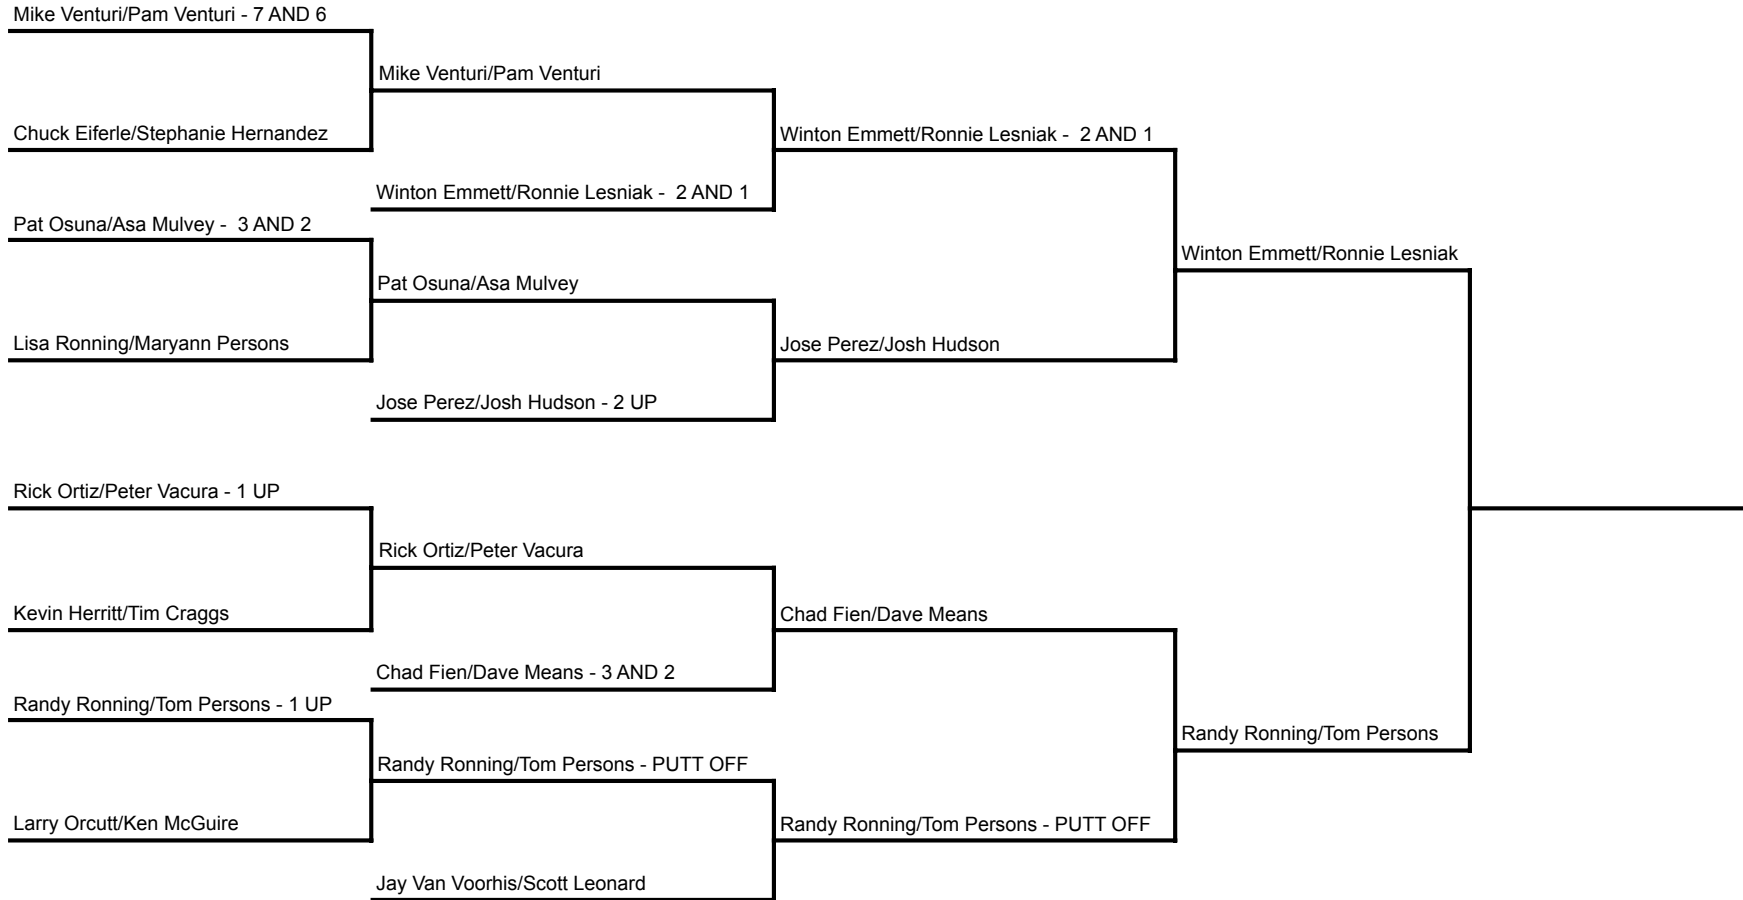 Mike Venturi/Pam Venturi - 7 AND 6
Chuck Eiferle/Stephanie Hernandez
Pat Osuna/Asa Mulvey -  3 AND 2
Lisa Ronning/Maryann Persons
Rick Ortiz/Peter Vacura - 1 UP
Kevin Herritt/Tim Craggs
Randy Ronning/Tom Persons - 1 UP
Larry Orcutt/Ken McGuire
Mike Venturi/Pam Venturi
Winton Emmett/Ronnie Lesniak -  2 AND 1
Pat Osuna/Asa Mulvey
Jose Perez/Josh Hudson - 2 UP
Rick Ortiz/Peter Vacura
Chad Fien/Dave Means - 3 AND 2
Randy Ronning/Tom Persons - PUTT OFF
Jay Van Voorhis/Scott Leonard
Winton Emmett/Ronnie Lesniak -  2 AND 1
Jose Perez/Josh Hudson
Chad Fien/Dave Means
Randy Ronning/Tom Persons - PUTT OFF
Winton Emmett/Ronnie Lesniak
Randy Ronning/Tom Persons